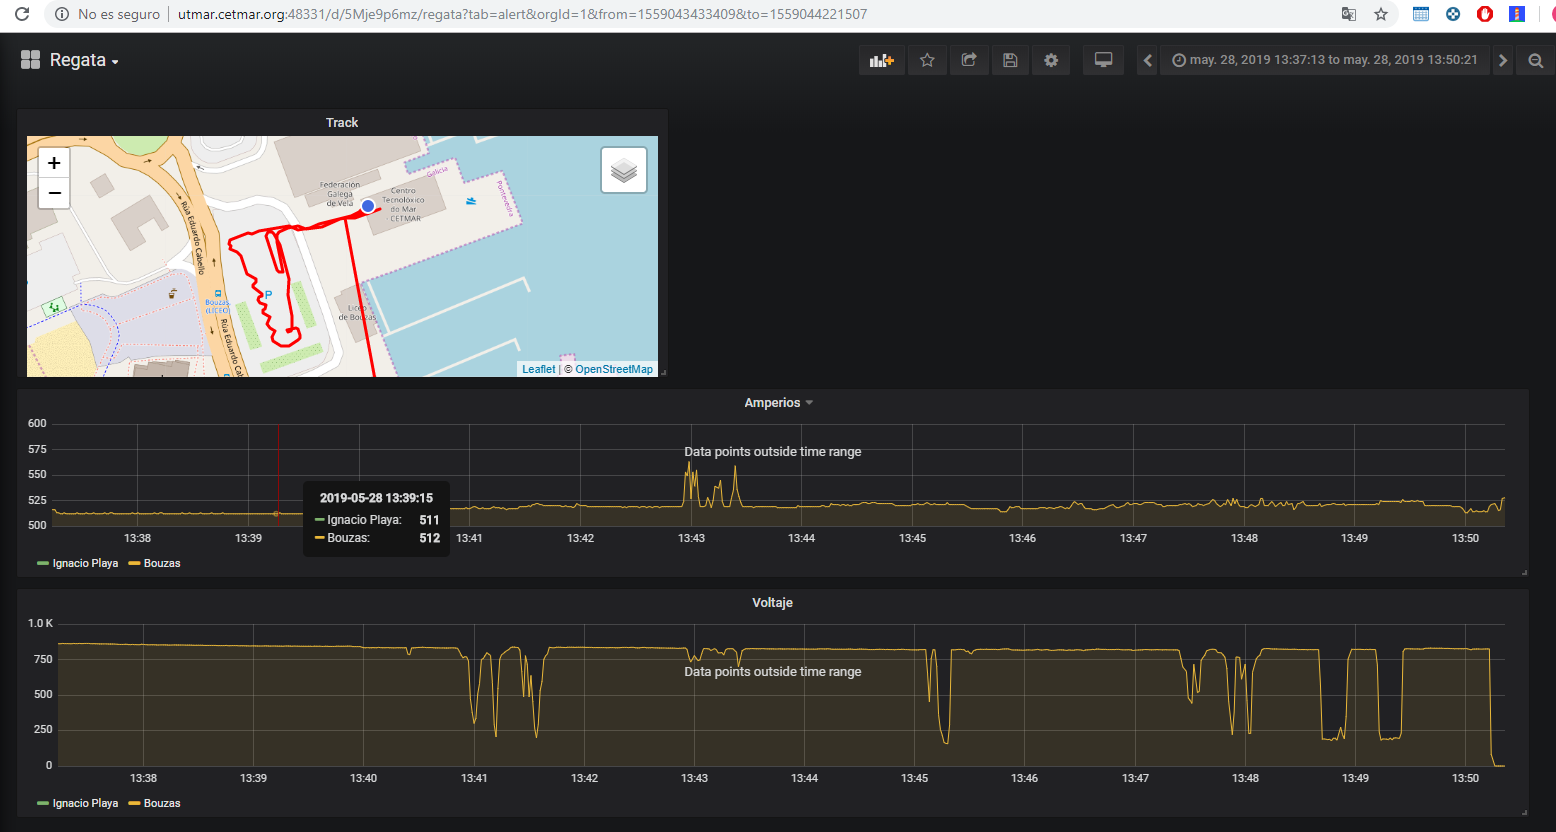 No es seguro
utmar.cetmar.org:48331/d/5Mje9p6mz/regata?tab=alert&orgId=1&from=1559043433409&to=1559044221507
Regata
may. 28, 2019 13:37:13 to may. 28, 2019 13:50:21
Track
+
−
Federación
Galega
de Vela
Centro
Tecnolóxico
do Mar
CETMAR
Galicia
Pontevedra
Rúa Eduardo Cabello
P
Bouzas
(LICEO)
Liceo
de Bouzas
Rúa Eduardo Cab
Leaflet | © OpenStreetMap
Amperios
600
575
550
525
500
Data points outside time range
2019-05-28 13:39:15
Ignacio Playa: 511
Bouzas: 512
13:38 13:39 13:41 13:42 13:43 13:44 13:45 13:46 13:47 13:48 13:49 13:50
Ignacio Playa Bouzas
Voltaje
1.0 K
750
500
250
0
Data points outside time range
13:38 13:39 13:40 13:41 13:42 13:43 13:44 13:45 13:46 13:47 13:48 13:49 13:50
Ignacio Playa Bouzas